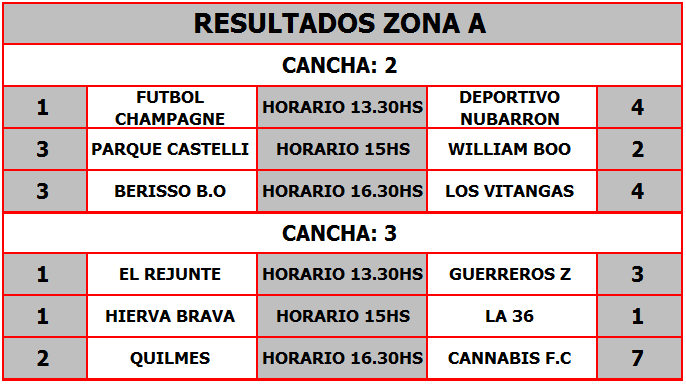 RESULTADOS ZONA A
CANCHA: 2
1 FUTBOL CHAMPAGNE HORARIO 13.30HS DEPORTIVO NUBARRON 4
3 PARQUE CASTELLI HORARIO 15HS WILLIAM BOO 2
3 BERISSO B.O HORARIO 16.30HS LOS VITANGAS 4
CANCHA: 3
1 EL REJUNTE HORARIO 13.30HS GUERREROS Z 3
1 HIERVA BRAVA HORARIO 15HS LA 36 1
2 QUILMES HORARIO 16.30HS CANNABIS F.C 7